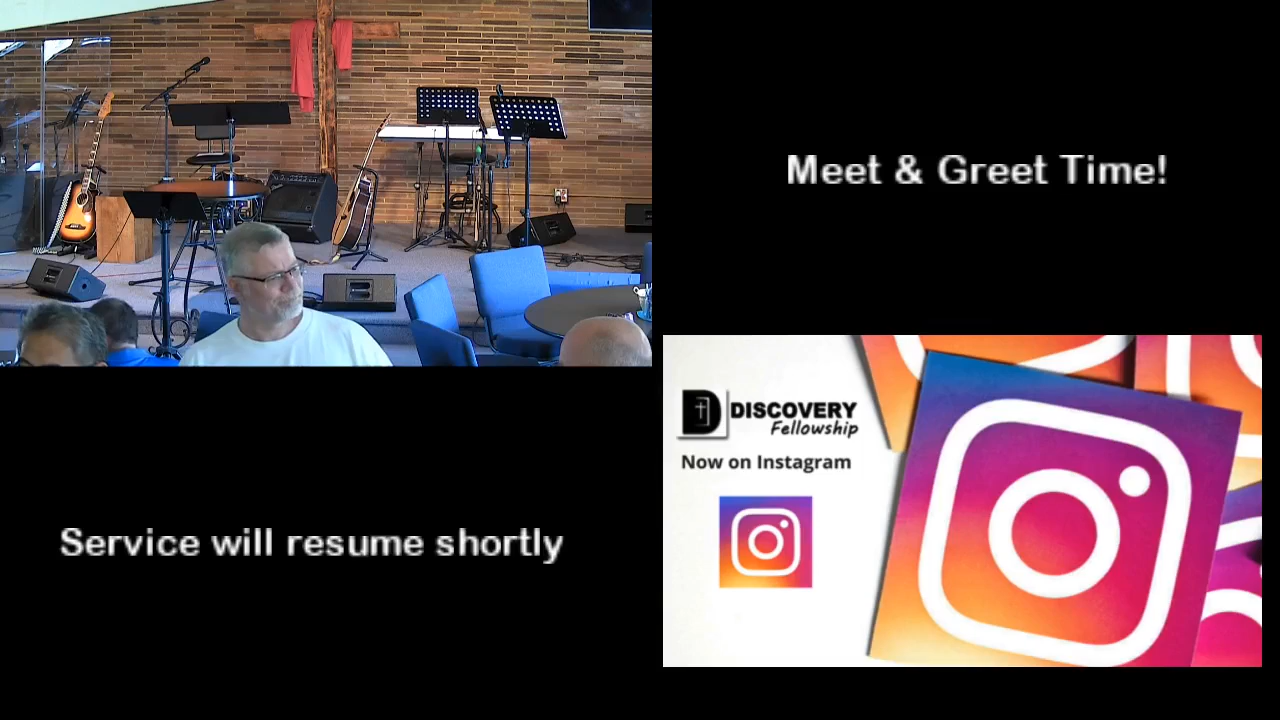 Meet & Greet Time!
DISCOVERY
Fellowship
Now on Instagram
Service will resume shortly